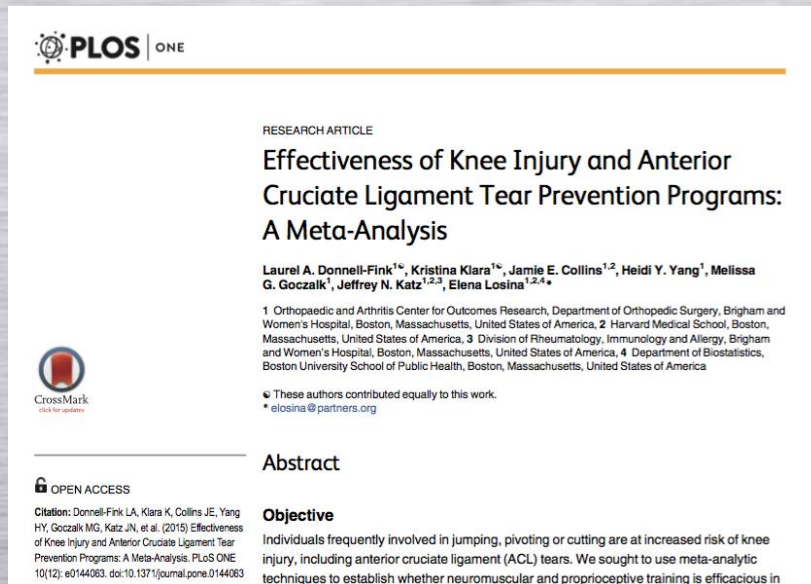 PLOS | ONE
RESEARCH ARTICLE
Effectiveness of Knee Injury and Anterior
Cruciate Ligament Tear Prevention Programs:
A Meta-Analysis
Laurel A. Donnell-Fink1☯, Kristina Klara1☯, Jamie E. Collins1,2, Heidi Y. Yang1, Melissa
G. Goczalk1, Jeffrey N. Katz1,2,3, Elena Losina1,2,4*
1 Orthopaedic and Arthritis Center for Outcomes Research, Department of Orthopedic Surgery, Brigham and
Women's Hospital, Boston, Massachusetts, United States of America, 2 Harvard Medical School, Boston,
Massachusetts, United States of America, 3 Division of Rheumatology, Immunology and Allergy, Brigham
and Women's Hospital, Boston, Massachusetts, United States of America, 4 Department of Biostatistics,
Boston University School of Public Health, Boston, Massachusetts, United States of America
☯ These authors contributed equally to this work.
* elosina@partners.org
CrossMark
click for updates
OPEN ACCESS
Citation: Donnell-Fink LA, Klara K, Collins JE, Yang
HY, Goczalk MG, Katz JN, et al. (2015) Effectiveness
of Knee Injury and Anterior Cruciate Ligament Tear
Prevention Programs: A Meta-Analysis. PLoS ONE
10(12): e0144063. doi:10.1371/journal.pone.0144063
Abstract
Objective
Individuals frequently involved in jumping, pivoting or cutting are at increased risk of knee
injury, including anterior cruciate ligament (ACL) tears. We sought to use meta-analytic
techniques to establish whether neuromuscular and proprioceptive training is efficacious in